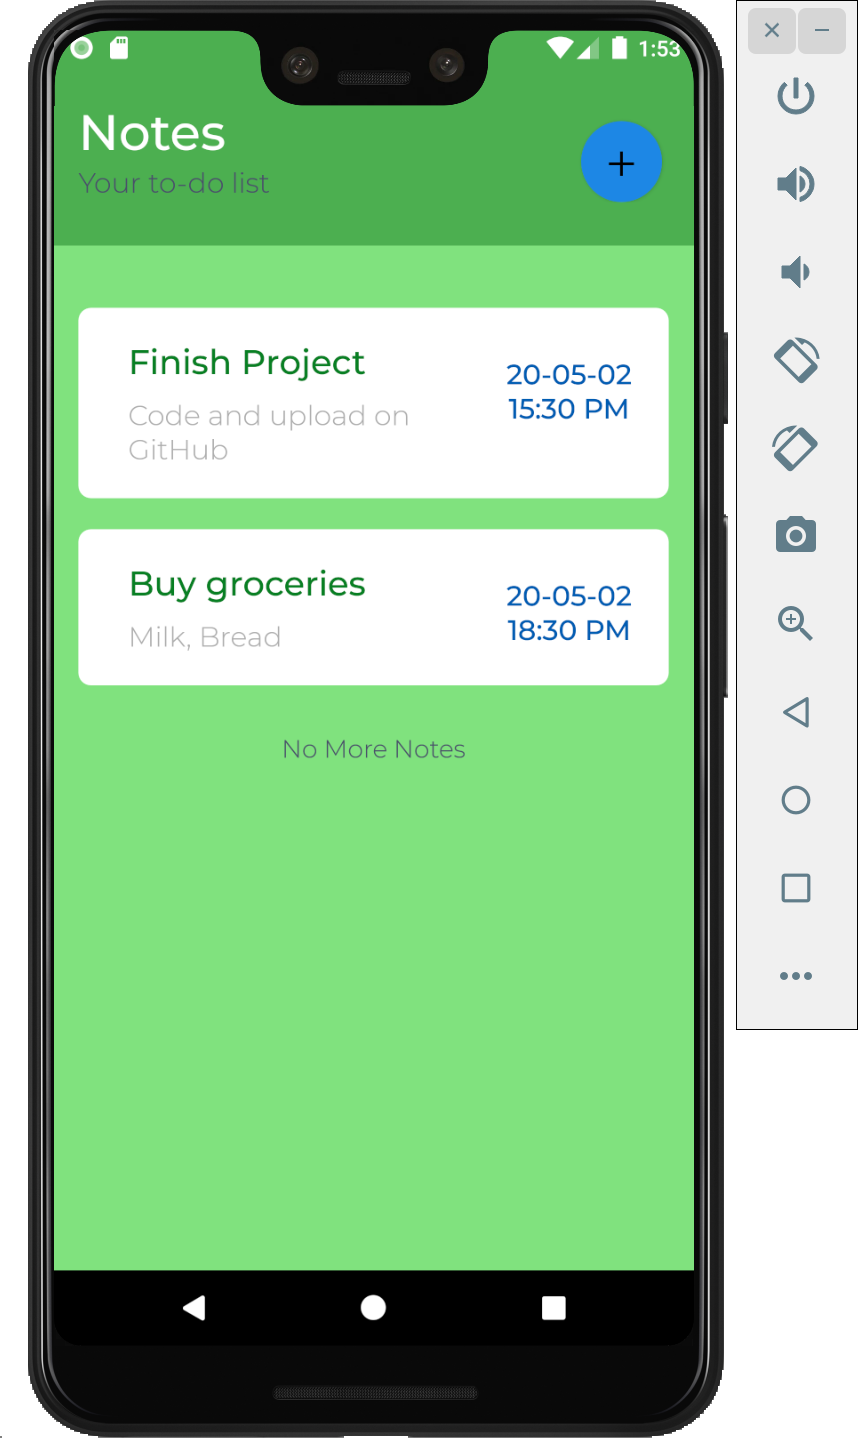 1:53
Notes
Your to-do list
Finish Project
Code and upload on
GitHub
20-05-02
15:30 PM
Buy groceries
Milk, Bread
20-05-02
18:30 PM
No More Notes